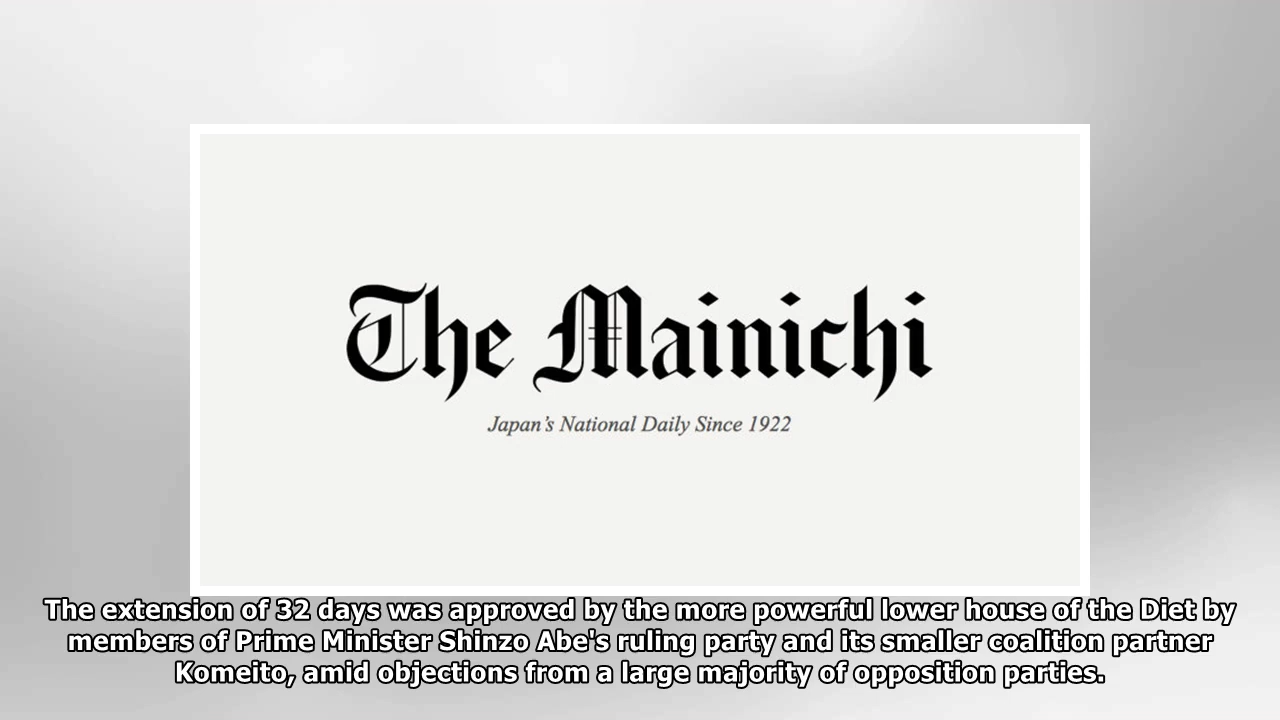 The Mainichi
Japan’s National Daily Since 1922
The extension of 32 days was approved by the more powerful lower house of the Diet by
members of Prime Minister Shinzo Abe's ruling party and its smaller coalition partner
Komeito, amid objections from a large majority of opposition parties.